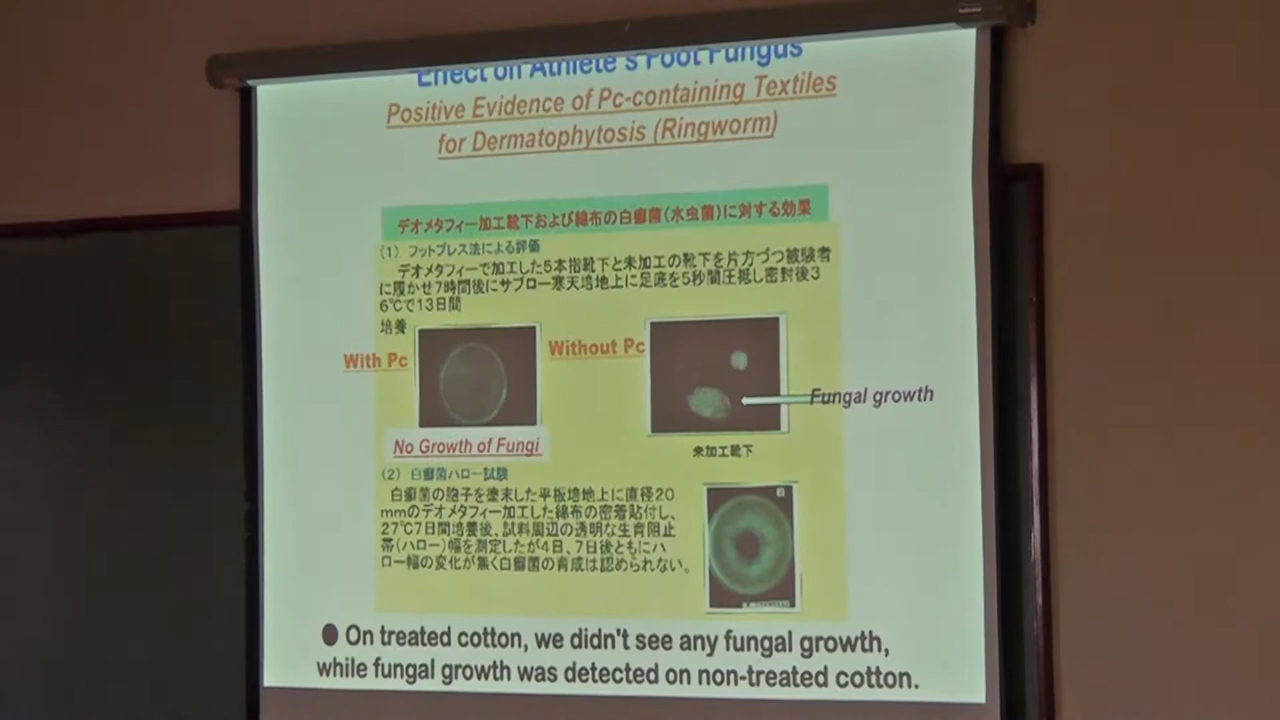 Effect on Athlete's Foot Fungus
Positive Evidence of Pc-containing Textiles
for Dermatophytosis (Ringworm)
デオメタフィー加工靴下および綿布の白癬菌(水虫菌)に対する効果
(1) フットプレス法による評価
デオメタフィーで加工した5本指靴下と未加工の靴下を片方づつ被験者
に履かせ7時間後にサブロー寒天培地上に足底を5秒間圧抵し密封後3
6℃で13日間
培養
With Pc
Without Pc
Fungal growth
No Growth of Fungi
未加工靴下
(2) 白癬菌ハロー試験
白癬菌の胞子を塗末した平板培地上に直径20
mmのデオメタフィー加工した綿布の密着貼付し、
27℃7日間培養後、試料周辺の透明な生育阻止
帯(ハロー)幅を測定したが4日、7日後ともにハ
ロー幅の変化が無く白癬菌の育成は認められない。
● On treated cotton, we didn't see any fungal growth,
while fungal growth was detected on non-treated cotton.